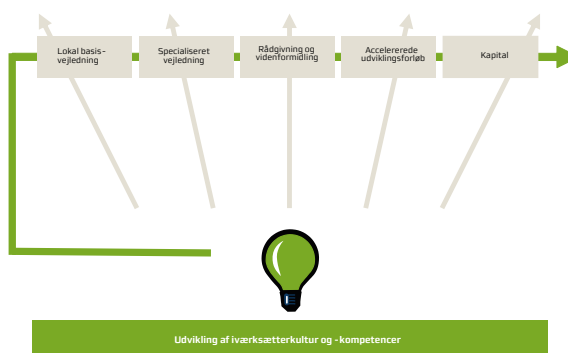 Lokal basis-
vejledning
Specialiseret
vejledning
Rådgivning og
videnformidling
Accelererede
udviklingsforløb
Kapital
Udvikling af iværksætterkultur og -kompetencer